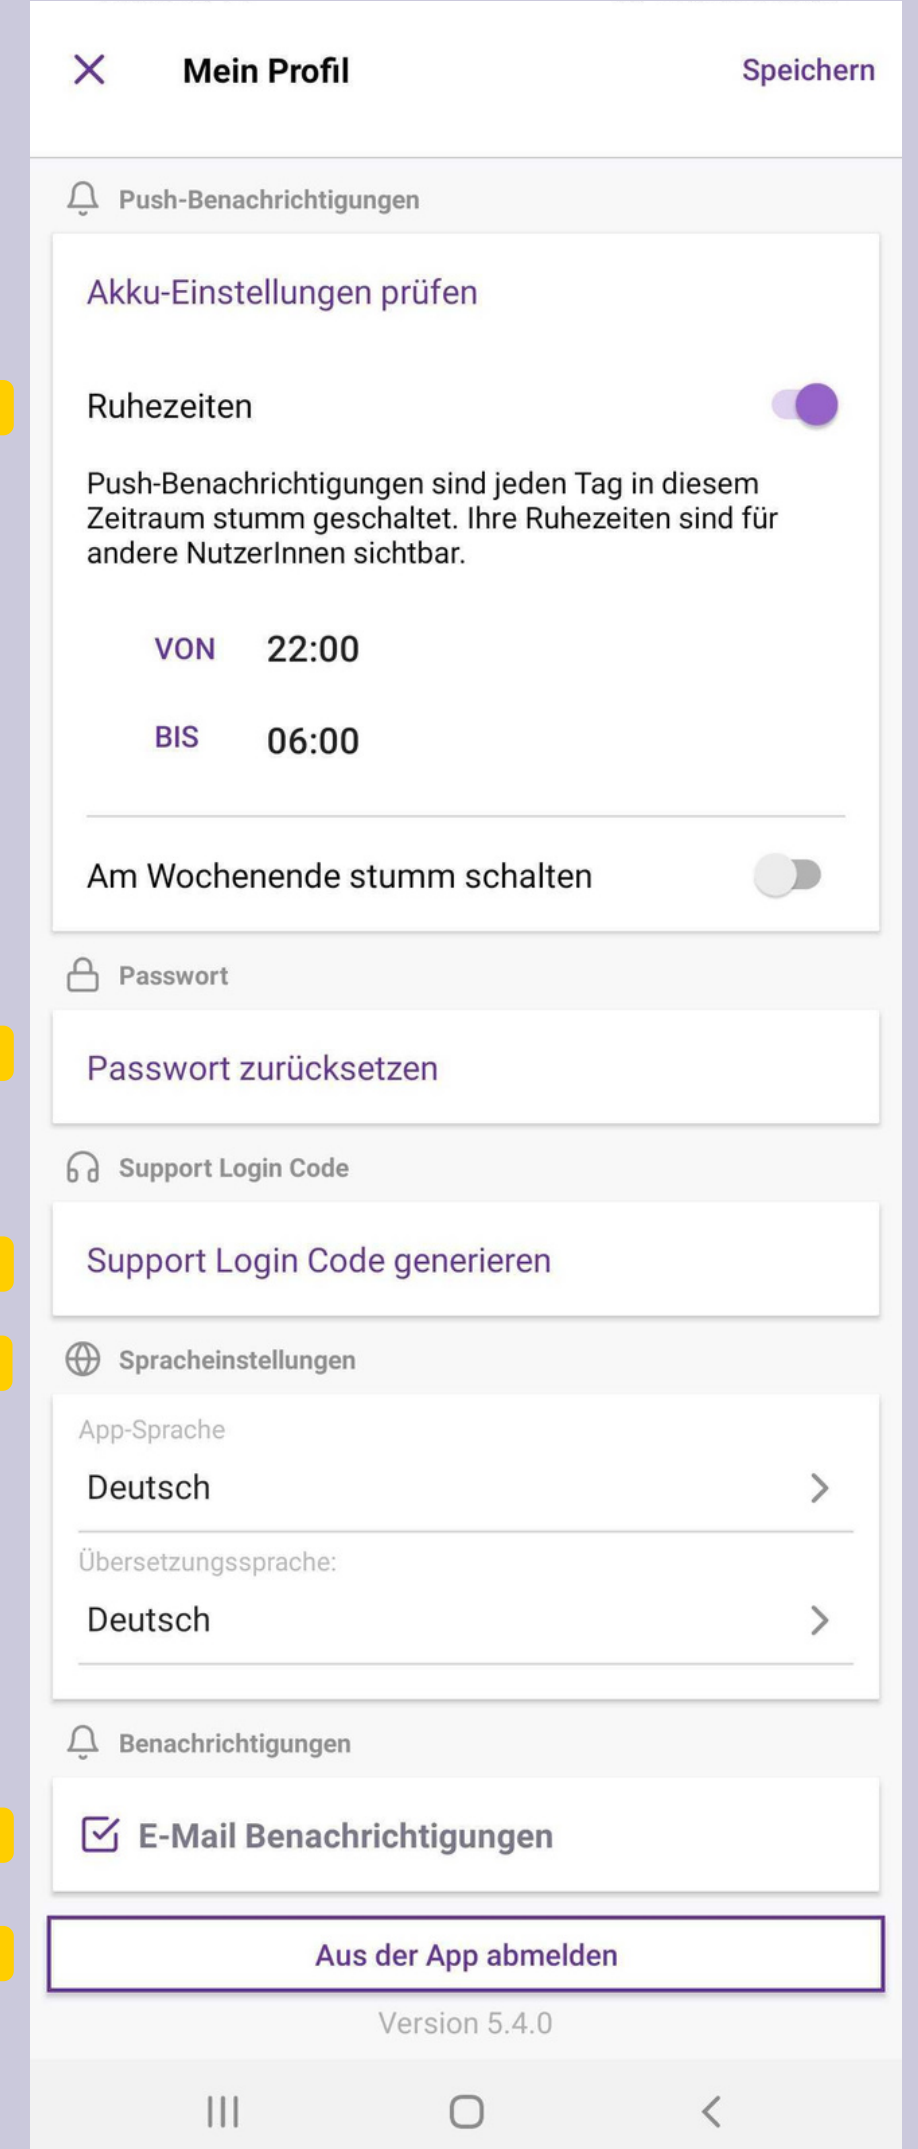 Mein Profil
Speichern
Push-Benachrichtigungen
Akku-Einstellungen prüfen
Ruhezeiten
Push-Benachrichtigungen sind jeden Tag in diesem
Zeitraum stumm geschaltet. Ihre Ruhezeiten sind für
andere NutzerInnen sichtbar.
VON 22:00
BIS 06:00
Am Wochenende stumm schalten
Passwort
Passwort zurücksetzen
Support Login Code
Support Login Code generieren
Spracheinstellungen
App-Sprache
Deutsch
Übersetzungssprache:
Deutsch
Benachrichtigungen
E-Mail Benachrichtigungen
Aus der App abmelden
Version 5.4.0